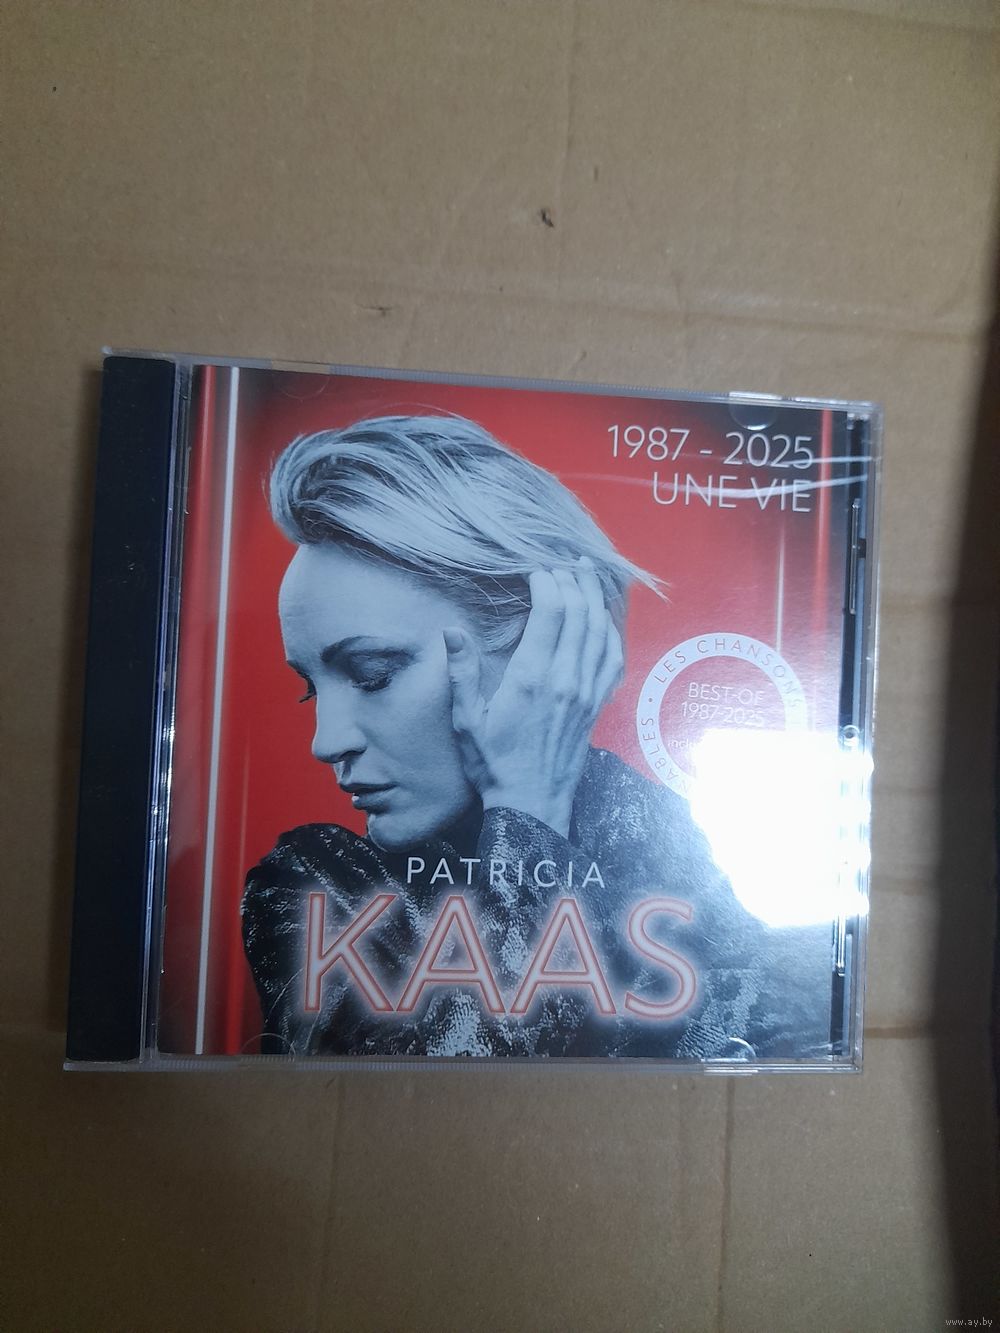 1987 - 2025
UNE VIE
LES CHANSONS
BEST-OF
1987-2025
PATRICIA
KAAS
www.ay.by